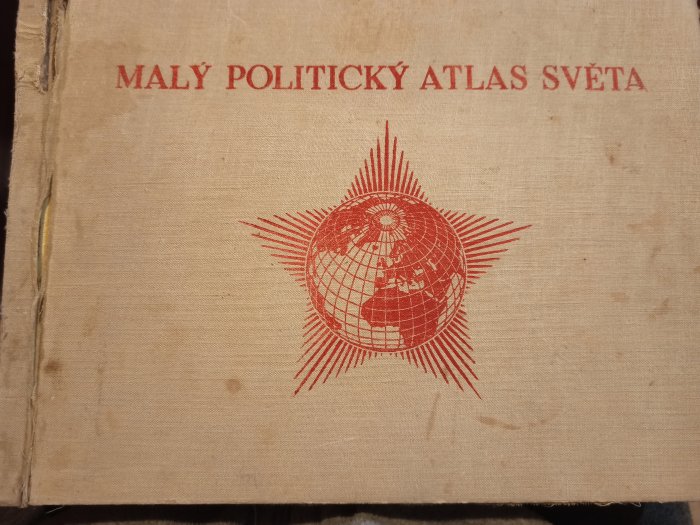 MALÝ POLITICKÝ ATLAS SVĚTA